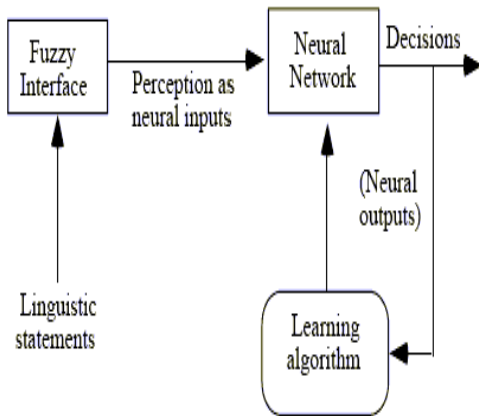 Fuzzy
Interface
Perception as
neural inputs
Neural
Network
Decisions
(Neural
outputs)
Linguistic
statements
Learning
algorithm